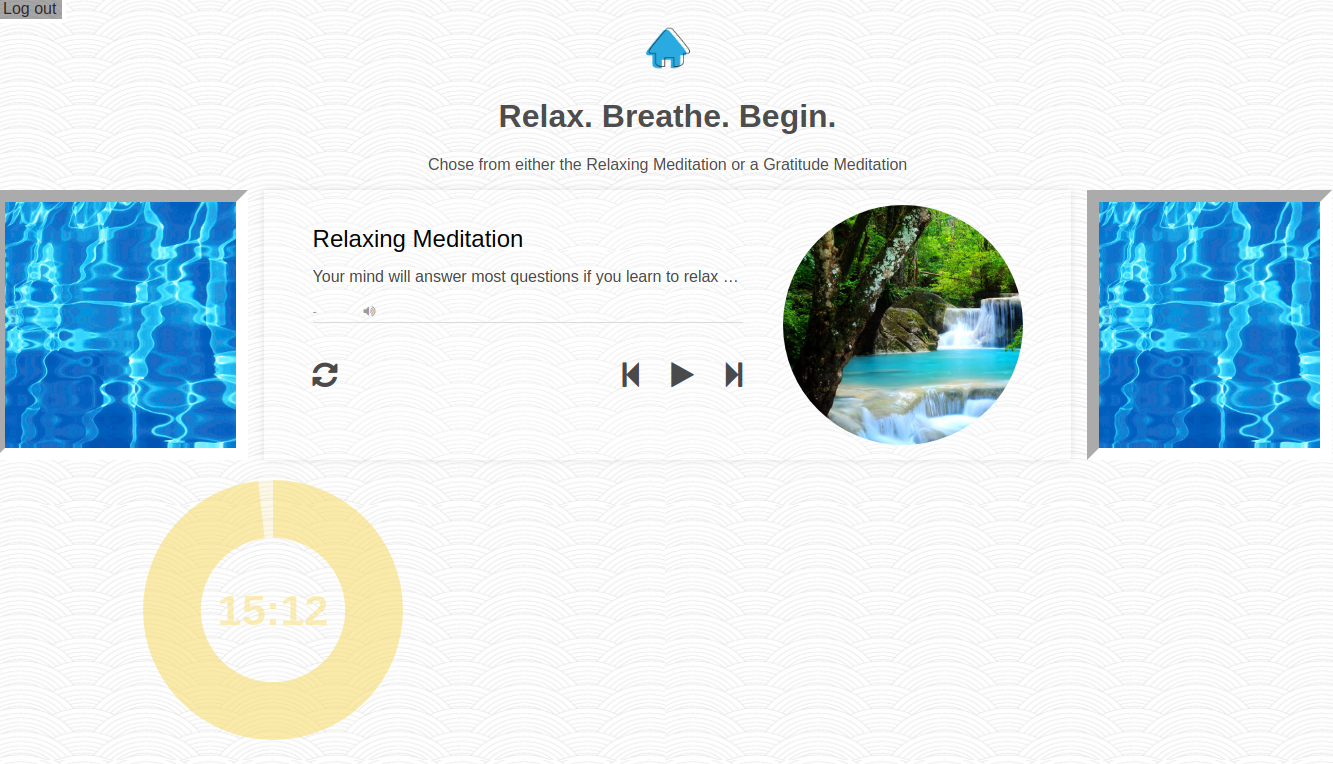 Log out
Relax. Breathe. Begin.
Chose from either the Relaxing Meditation or a Gratitude Meditation
Relaxing Meditation
Your mind will answer most questions if you learn to relax …
-
15:12